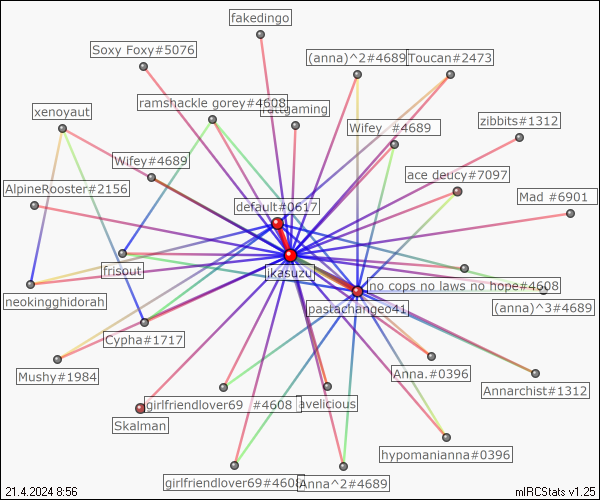 fakedingo
Soxy Foxy#5076
(anna)^2#4689
Toucan#2473
ramshackle gorey#4608
xenoyaut
zibbits#1312
Wifey #4689
Wifey#4689
ace deucy#7097
AlpineRooster#2156
Mad #6901
default#0617
frisout
jkasuzu
no cops no laws no hope#4608
neokingghidorah
pastachangeo41
(anna)^3#4689
Cypha#1717
Mushy#1984
Anna.#0396
Annarchist#1312
girlfriendlover69 #4608
avelicious
Skalman
hypomanianna#0396
girlfriendlover69#4608
Anna^2#4689
21.4.2024 8:56
mIRCStats v1.25